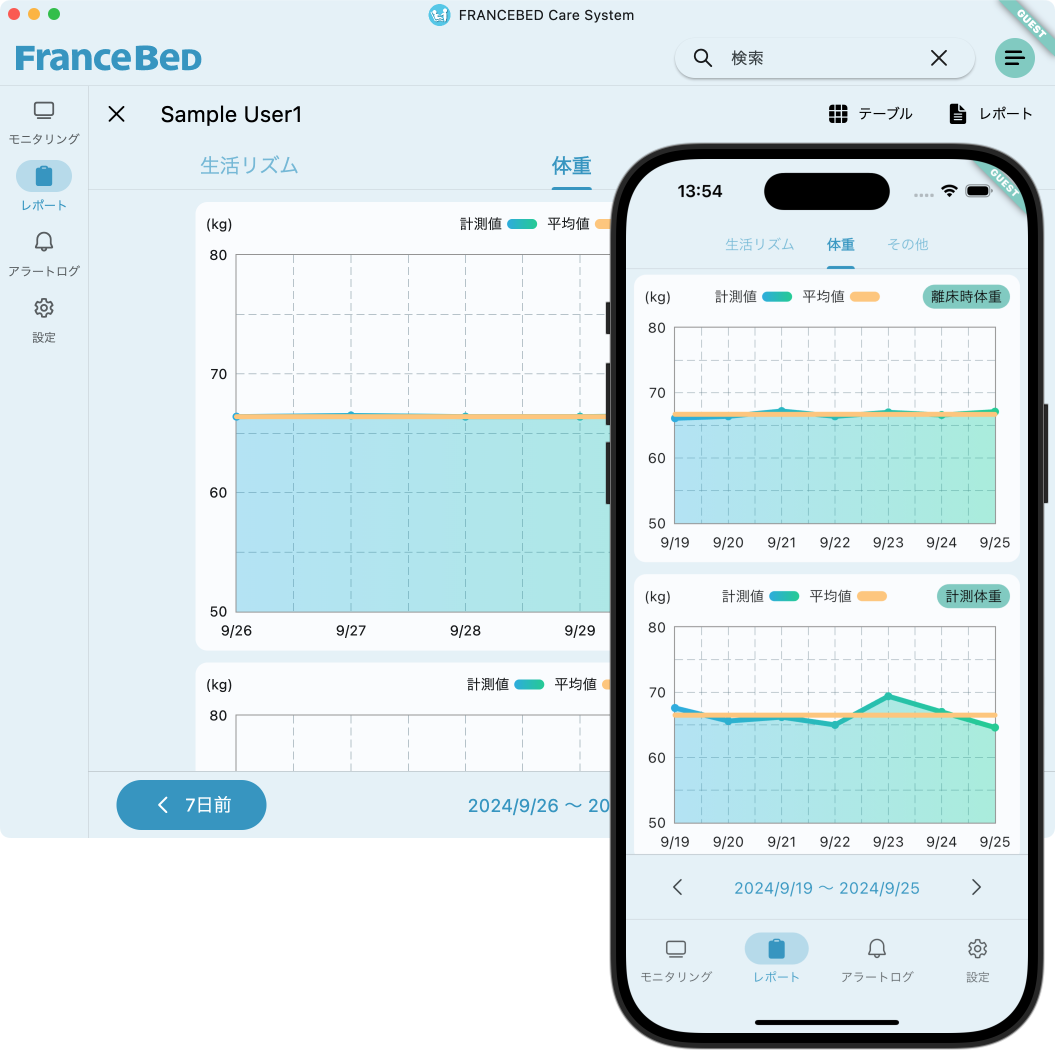 FRANCEBED Care System
GUEST
FRANCEBED
検索
モニタリング
レポート
アラートログ
設定
Sample User1
テーブル
レポート
生活リズム
体重
(kg)
計測値
平均値
80
70
60
50
9/26
9/27
9/28
9/29
(kg)
計測値
平均値
80
7日前
2024/9/26 〜 20
13:54
GUEST
生活リズム
体重
その他
(kg)
計測値
平均値
離床時体重
80
70
60
50
9/19
9/20
9/21
9/22
9/23
9/24
9/25
(kg)
計測値
平均値
計測体重
80
70
60
50
9/19
9/20
9/21
9/22
9/23
9/24
9/25
2024/9/19 〜 2024/9/25
モニタリング
レポート
アラートログ
設定